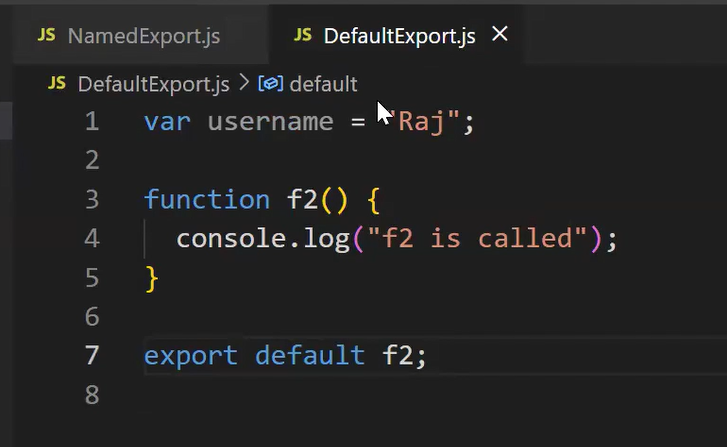 JS NamedExport.js JS DefaultExport.js
JS DefaultExport.js > default
1 var username = "Raj";
2
3 function f2() {
4 console.log("f2 is called");
5 }
6
7 export default f2;
8